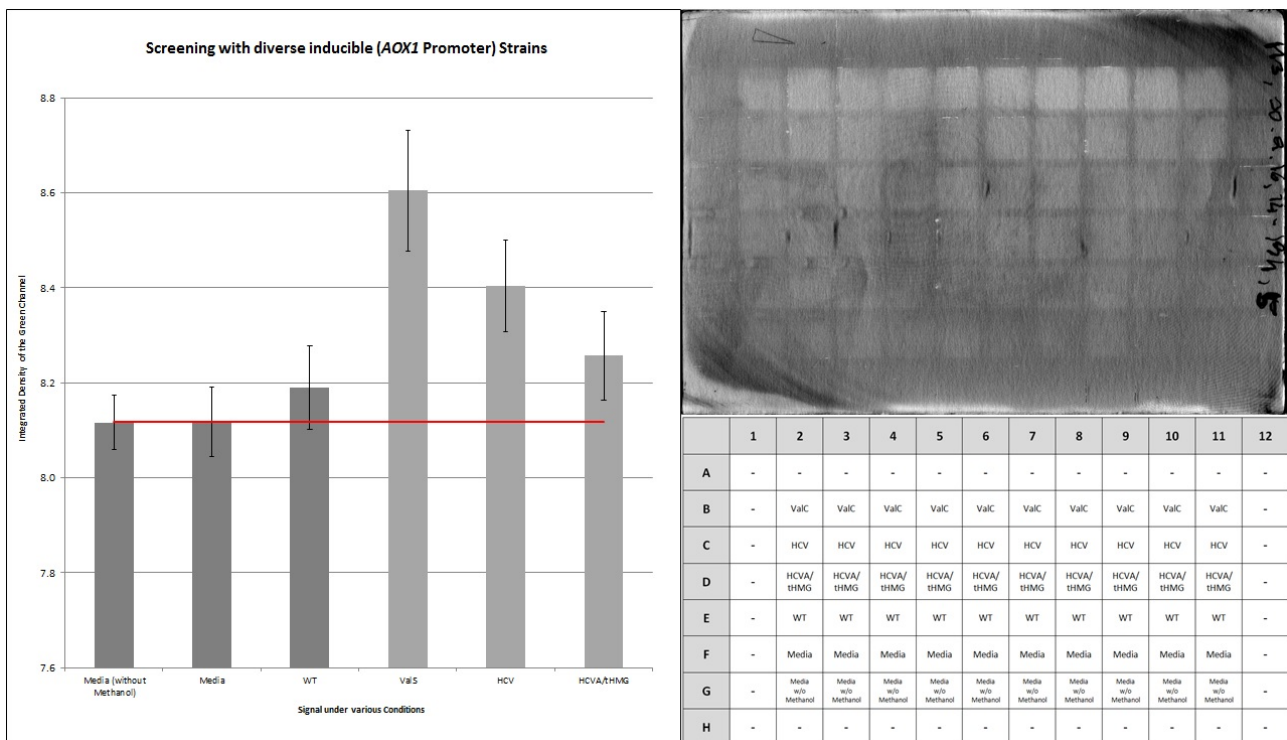 Screening with diverse inducible (AOX1 Promoter) Strains
Integrated Density of the Green Channel
8.8
8.6
8.4
8.2
8.0
7.8
7.6
Media (without Methanol) Media WT ValS HCV HCVA/tHMG
Signal under various Conditions
1 2 3 4 5 6 7 8 9 10 11 12
A - - - - - - - - - - - -
B - ValC ValC ValC ValC ValC ValC ValC ValC ValC ValC -
C - HCV HCV HCV HCV HCV HCV HCV HCV HCV HCV -
D - HCVA/tHMG HCVA/tHMG HCVA/tHMG HCVA/tHMG HCVA/tHMG HCVA/tHMG HCVA/tHMG HCVA/tHMG HCVA/tHMG HCVA/tHMG -
E - WT WT WT WT WT WT WT WT WT WT -
F - Media Media Media Media Media Media Media Media Media Media -
G - Media w/o Methanol Media w/o Methanol Media w/o Methanol Media w/o Methanol Media w/o Methanol Media w/o Methanol Media w/o Methanol Media w/o Methanol Media w/o Methanol Media w/o Methanol -
H - - - - - - - - - - - -